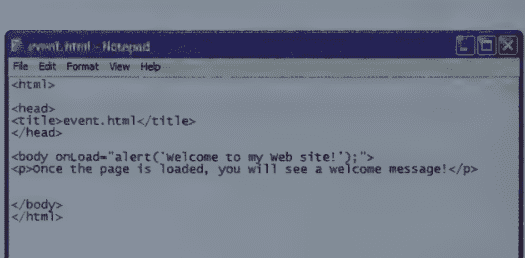 event.html - Notepad
File Edit Format View Help
<html>
<head>
<title>event.html</title>
</head>
<body onLoad="alert('Welcome to my web site!');">
<p>Once the page is loaded, you will see a welcome message!</p>
</body>
</html>